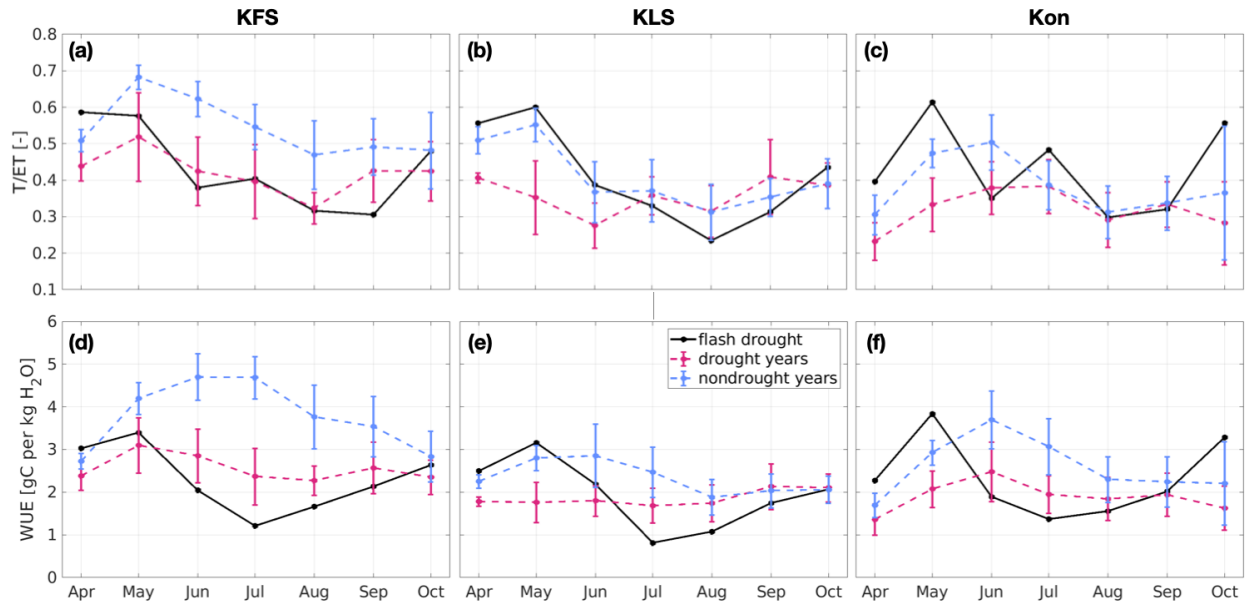 KFS KLS Kon
(a) (b) (c)
T/ET [-]
0.8
0.7
0.6
0.5
0.4
0.3
0.2
0.1
(d) (e) (f)
WUE [gC per kg H₂O]
6
5
4
3
2
1
0
flash drought
drought years
nondrought years
Apr May Jun Jul Aug Sep Oct Apr May Jun Jul Aug Sep Oct Apr May Jun Jul Aug Sep Oct